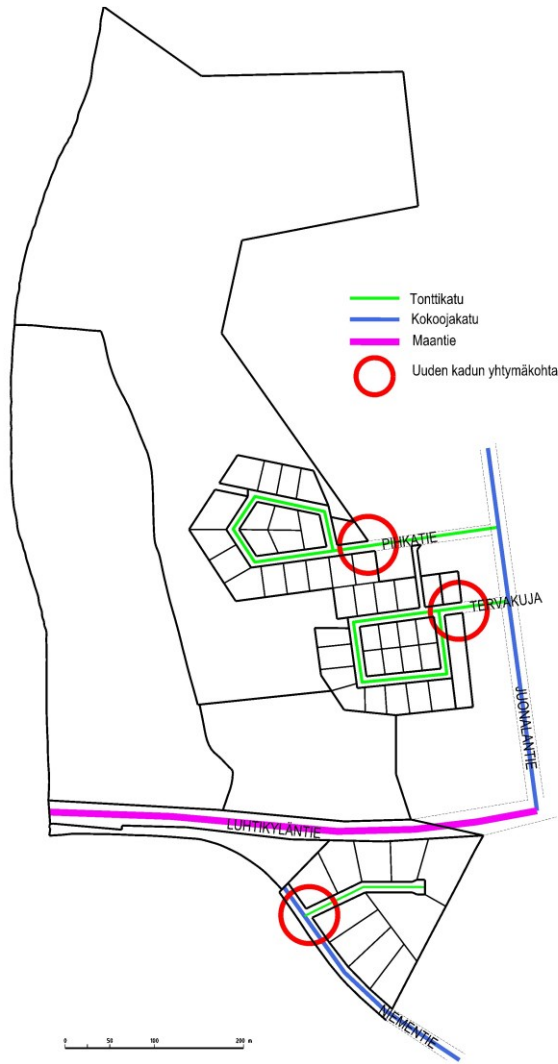 Tonttikatu
Kokoojakatu
Maantie
Uuden kadun yhtymäkohta
PIHKATIE
TERVAKUJA
JUONALANTIE
LUHTIKYLÄNTIE
NIEMENTIE
0 50 100 200 m